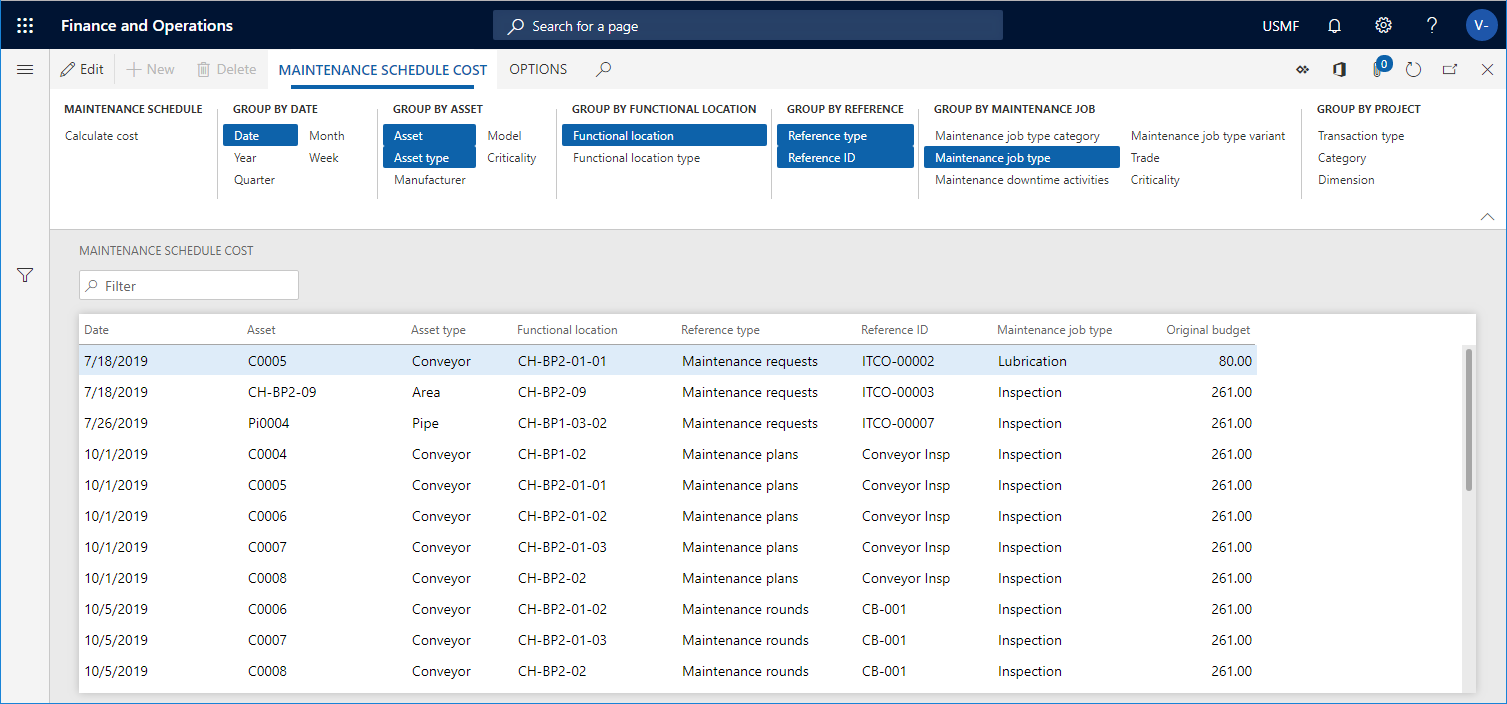 Finance and Operations Search for a page USMF ? V-
Edit New Delete MAINTENANCE SCHEDULE COST OPTIONS 0
MAINTENANCE SCHEDULE GROUP BY DATE GROUP BY ASSET GROUP BY FUNCTIONAL LOCATION GROUP BY REFERENCE GROUP BY MAINTENANCE JOB GROUP BY PROJECT
Calculate cost Date Month Asset Model Functional location Reference type Maintenance job type category Maintenance job type variant Transaction type
Year Week Asset type Criticality Functional location type Reference ID Maintenance job type Trade Category
Quarter Manufacturer Maintenance downtime activities Criticality Dimension
MAINTENANCE SCHEDULE COST
Filter
Date Asset Asset type Functional location Reference type Reference ID Maintenance job type Original budget
7/18/2019 C0005 Conveyor CH-BP2-01-01 Maintenance requests ITCO-00002 Lubrication 80.00
7/18/2019 CH-BP2-09 Area CH-BP2-09 Maintenance requests ITCO-00003 Inspection 261.00
7/26/2019 Pi0004 Pipe CH-BP1-03-02 Maintenance requests ITCO-00007 Inspection 261.00
10/1/2019 C0004 Conveyor CH-BP1-02 Maintenance plans Conveyor Insp Inspection 261.00
10/1/2019 C0005 Conveyor CH-BP2-01-01 Maintenance plans Conveyor Insp Inspection 261.00
10/1/2019 C0006 Conveyor CH-BP2-01-02 Maintenance plans Conveyor Insp Inspection 261.00
10/1/2019 C0007 Conveyor CH-BP2-01-03 Maintenance plans Conveyor Insp Inspection 261.00
10/1/2019 C0008 Conveyor CH-BP2-02 Maintenance plans Conveyor Insp Inspection 261.00
10/5/2019 C0006 Conveyor CH-BP2-01-02 Maintenance rounds CB-001 Inspection 261.00
10/5/2019 C0007 Conveyor CH-BP2-01-03 Maintenance rounds CB-001 Inspection 261.00
10/5/2019 C0008 Conveyor CH-BP2-02 Maintenance rounds CB-001 Inspection 261.00